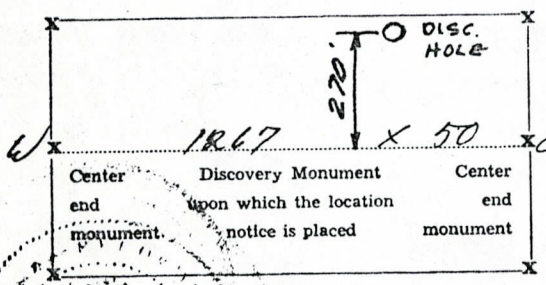 X X
DISC.
HOLE
270'
W X 1267 X 50 X
Center Discovery Monument Center
end upon which the location end
monument. notice is placed monument
X X